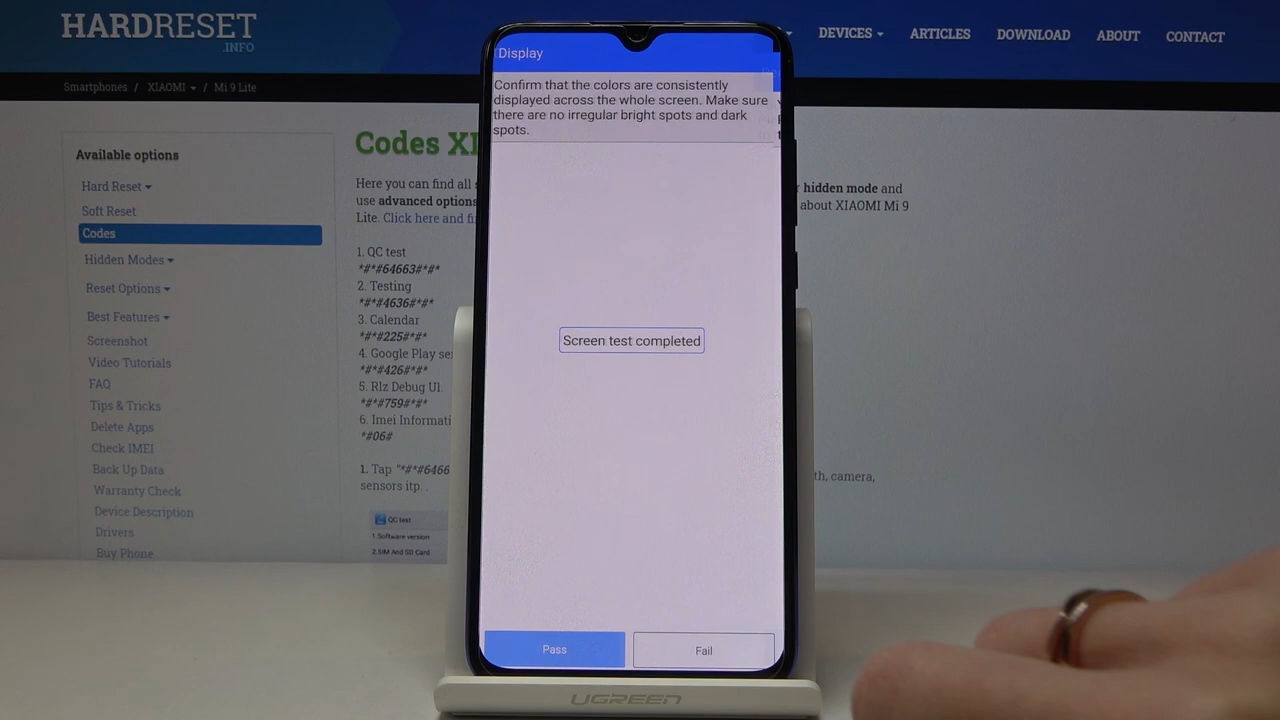 HARDRESET
.INFO
DEVICES
ARTICLES
DOWNLOAD
ABOUT
CONTACT
Smartphones / XIAOMI / Mi 9 Lite
Available options
Hard Reset
Soft Reset
Codes
Hidden Modes
Reset Options
Best Features
Screenshot
Video Tutorials
FAQ
Tips & Tricks
Delete Apps
Check IMEI
Back Up Data
Warranty Check
Device Description
Drivers
Buy Phone
Codes XI
Here you can find all
use advanced options
Lite. Click here and
1. QC test
*#*#64663#*#*
2. Testing
*#*#4636#*#*
3. Calendar
*#*#225#*#*
4. Google Play
*#*#426#*#*
5. Rlz Debug UI.
*#*#759#*#*
6. Imei Informati
*#06#
1. Tap "*#*#6466
sensors itp. .
QC test
1.Software version
2.SIM And SD Card
Display
Confirm that the colors are consistently
displayed across the whole screen. Make sure
there are no irregular bright spots and dark
spots.
Screen test completed
Pass
Fail
hidden mode and
about XIAOMI Mi 9
th, camera,
UGREEN